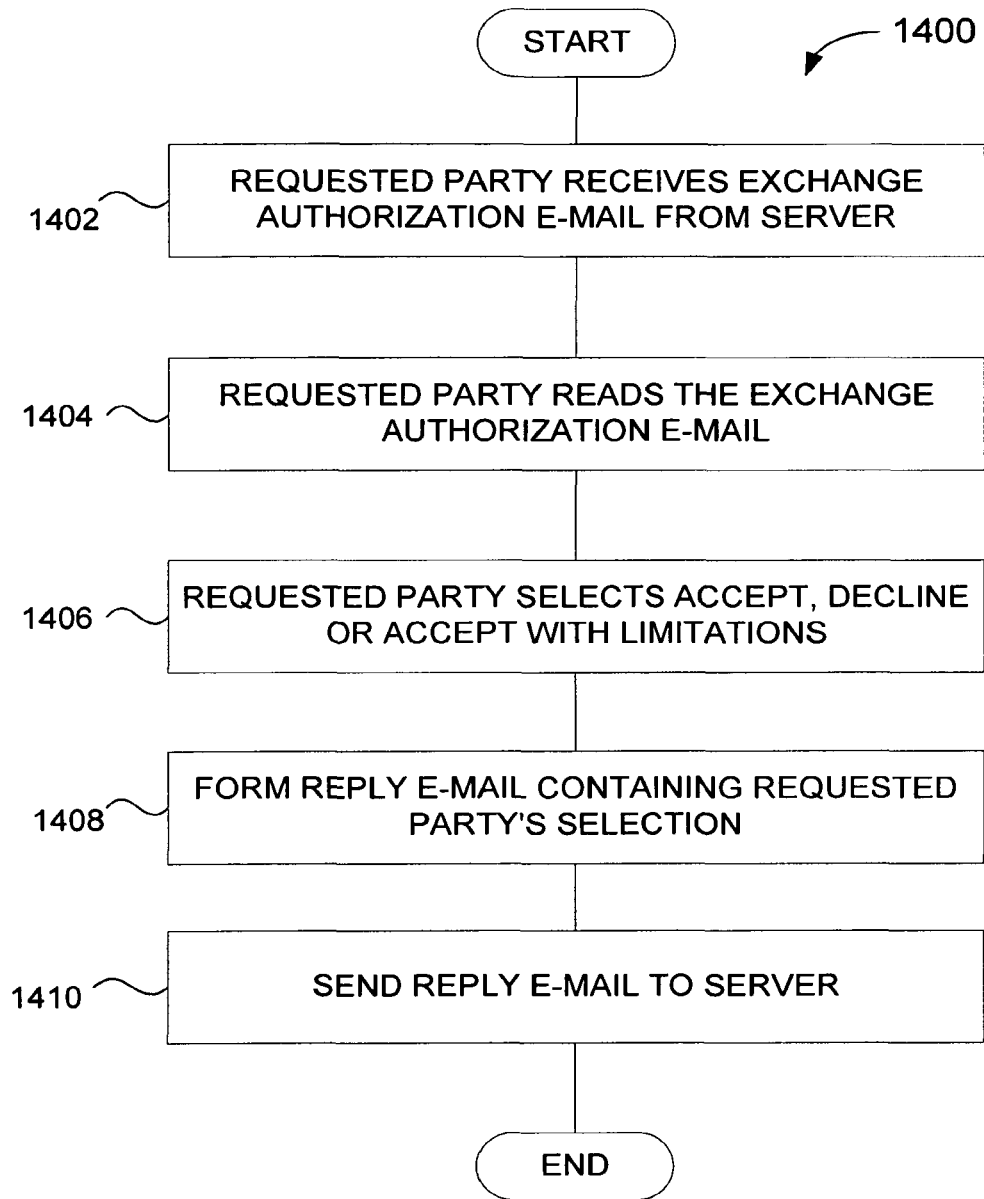 START
1400
REQUESTED PARTY RECEIVES EXCHANGE
AUTHORIZATION E-MAIL FROM SERVER
1402
REQUESTED PARTY READS THE EXCHANGE
AUTHORIZATION E-MAIL
1404
REQUESTED PARTY SELECTS ACCEPT, DECLINE
OR ACCEPT WITH LIMITATIONS
1406
FORM REPLY E-MAIL CONTAINING REQUESTED
PARTY'S SELECTION
1408
SEND REPLY E-MAIL TO SERVER
1410
END